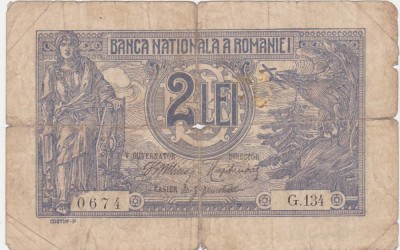 BANCA NATIONALA A ROMANIEI
2 LEI
V. GUVERNATOR DIRECTOR
CASIER
0674 G.134